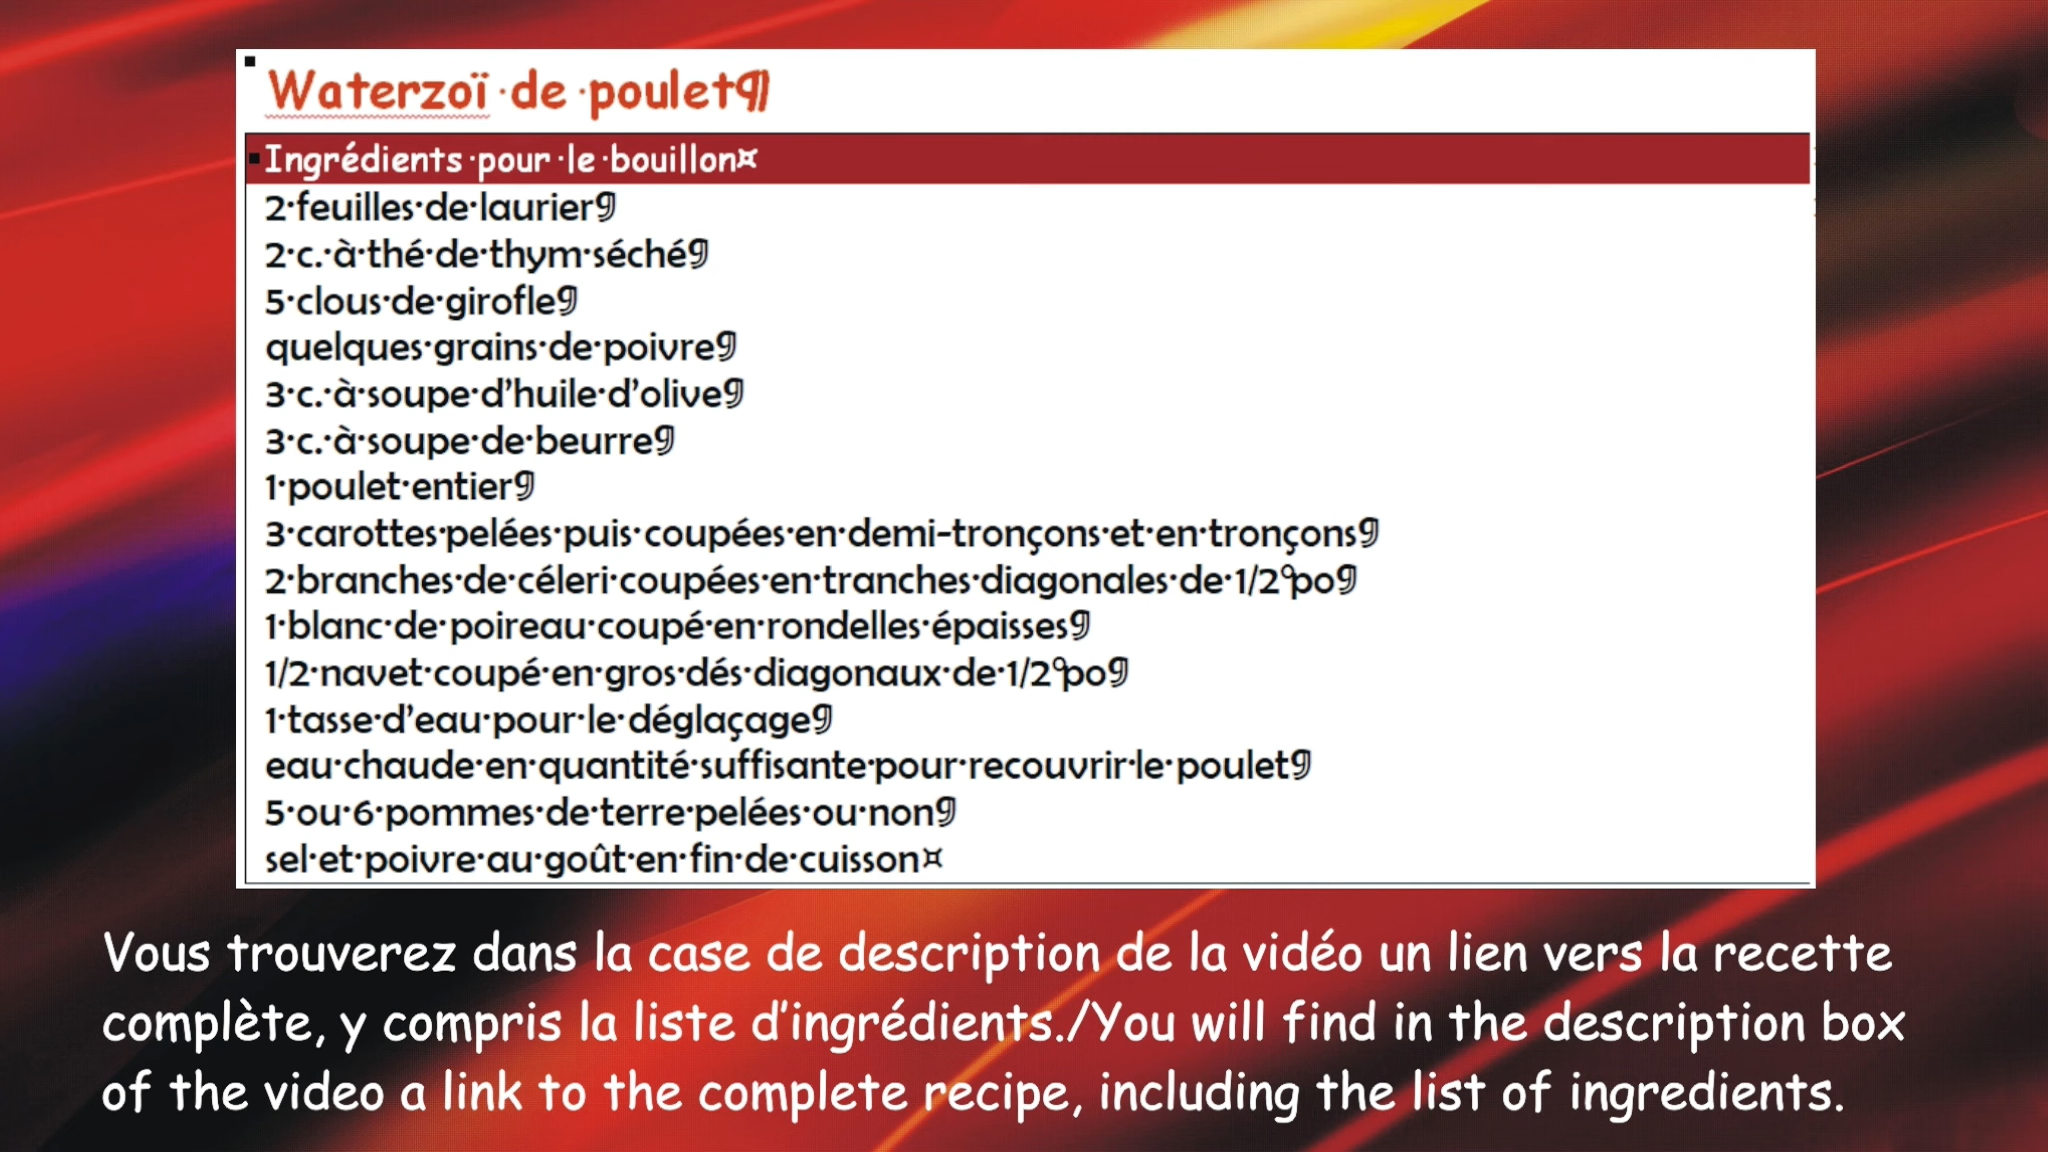 Waterzoï de poulet¶
Ingrédients pour le bouillon¤
2 feuilles de laurier¶
2 c. à thé de thym séché¶
5 clous de girofle¶
quelques grains de poivre¶
3 c. à soupe d’huile d’olive¶
3 c. à soupe de beurre¶
1 poulet entier¶
3 carottes pelées puis coupées en demi-tronçons et en tronçons¶
2 branches de céleri coupées en tranches diagonales de 1/2°po¶
1 blanc de poireau coupé en rondelles épaisses¶
1/2 navet coupé en gros dés diagonaux de 1/2°po¶
1 tasse d’eau pour le déglaçage¶
eau chaude en quantité suffisante pour recouvrir le poulet¶
5 ou 6 pommes de terre pelées ou non¶
sel et poivre au goût en fin de cuisson¤
Vous trouverez dans la case de description de la vidéo un lien vers la recette
complète, y compris la liste d’ingrédients./You will find in the description box
of the video a link to the complete recipe, including the list of ingredients.